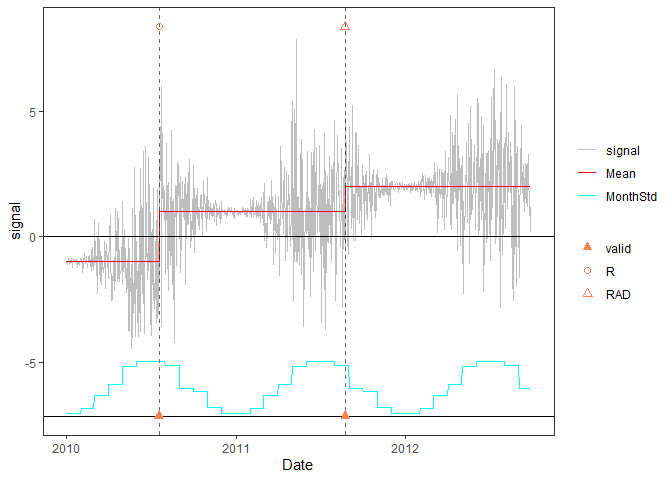 5
0
-5
signal
2010
2011
2012
Date
signal
Mean
MonthStd
valid
R
RAD